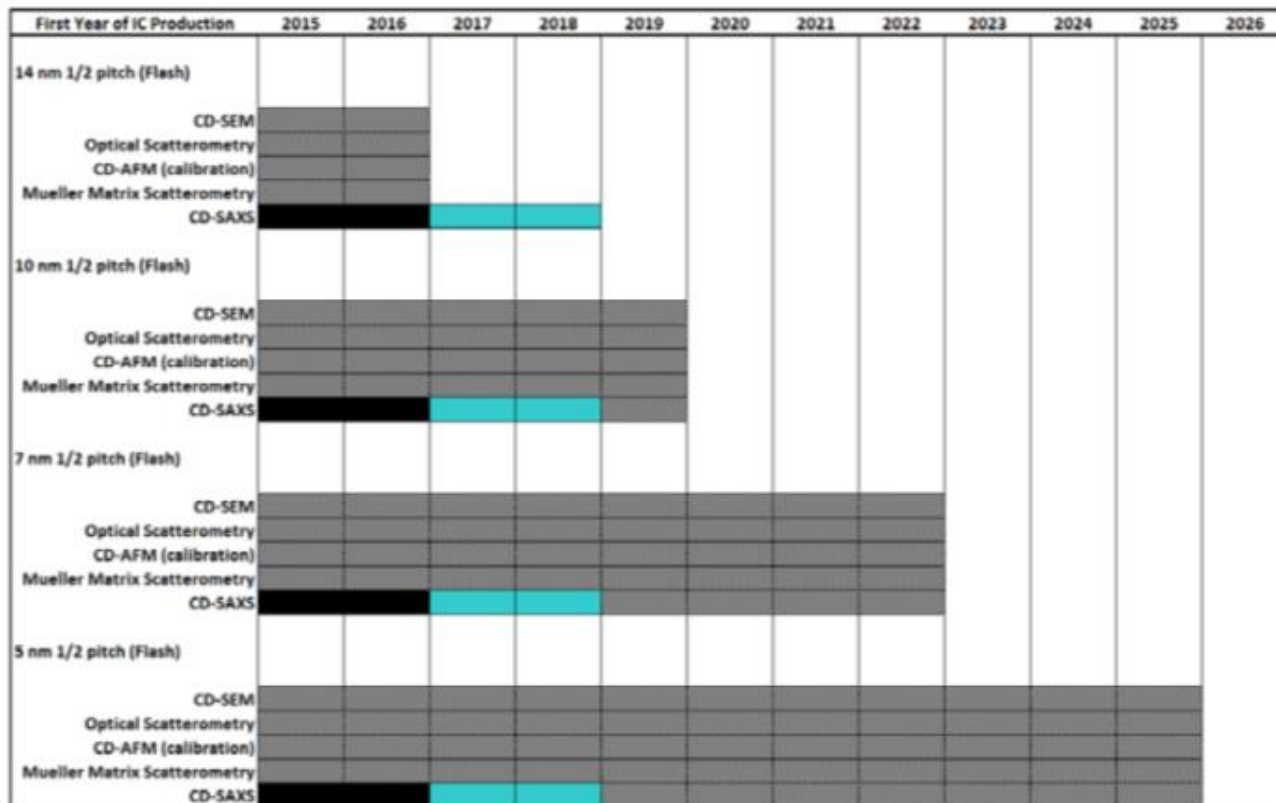 First Year of IC Production 2015 2016 2017 2018 2019 2020 2021 2022 2023 2024 2025 2026
14 nm 1/2 pitch (Flash)
CD-SEM
Optical Scatterometry
CD-AFM (calibration)
Mueller Matrix Scatterometry
CD-SAXS
10 nm 1/2 pitch (Flash)
CD-SEM
Optical Scatterometry
CD-AFM (calibration)
Mueller Matrix Scatterometry
CD-SAXS
7 nm 1/2 pitch (Flash)
CD-SEM
Optical Scatterometry
CD-AFM (calibration)
Mueller Matrix Scatterometry
CD-SAXS
5 nm 1/2 pitch (Flash)
CD-SEM
Optical Scatterometry
CD-AFM (calibration)
Mueller Matrix Scatterometry
CD-SAXS